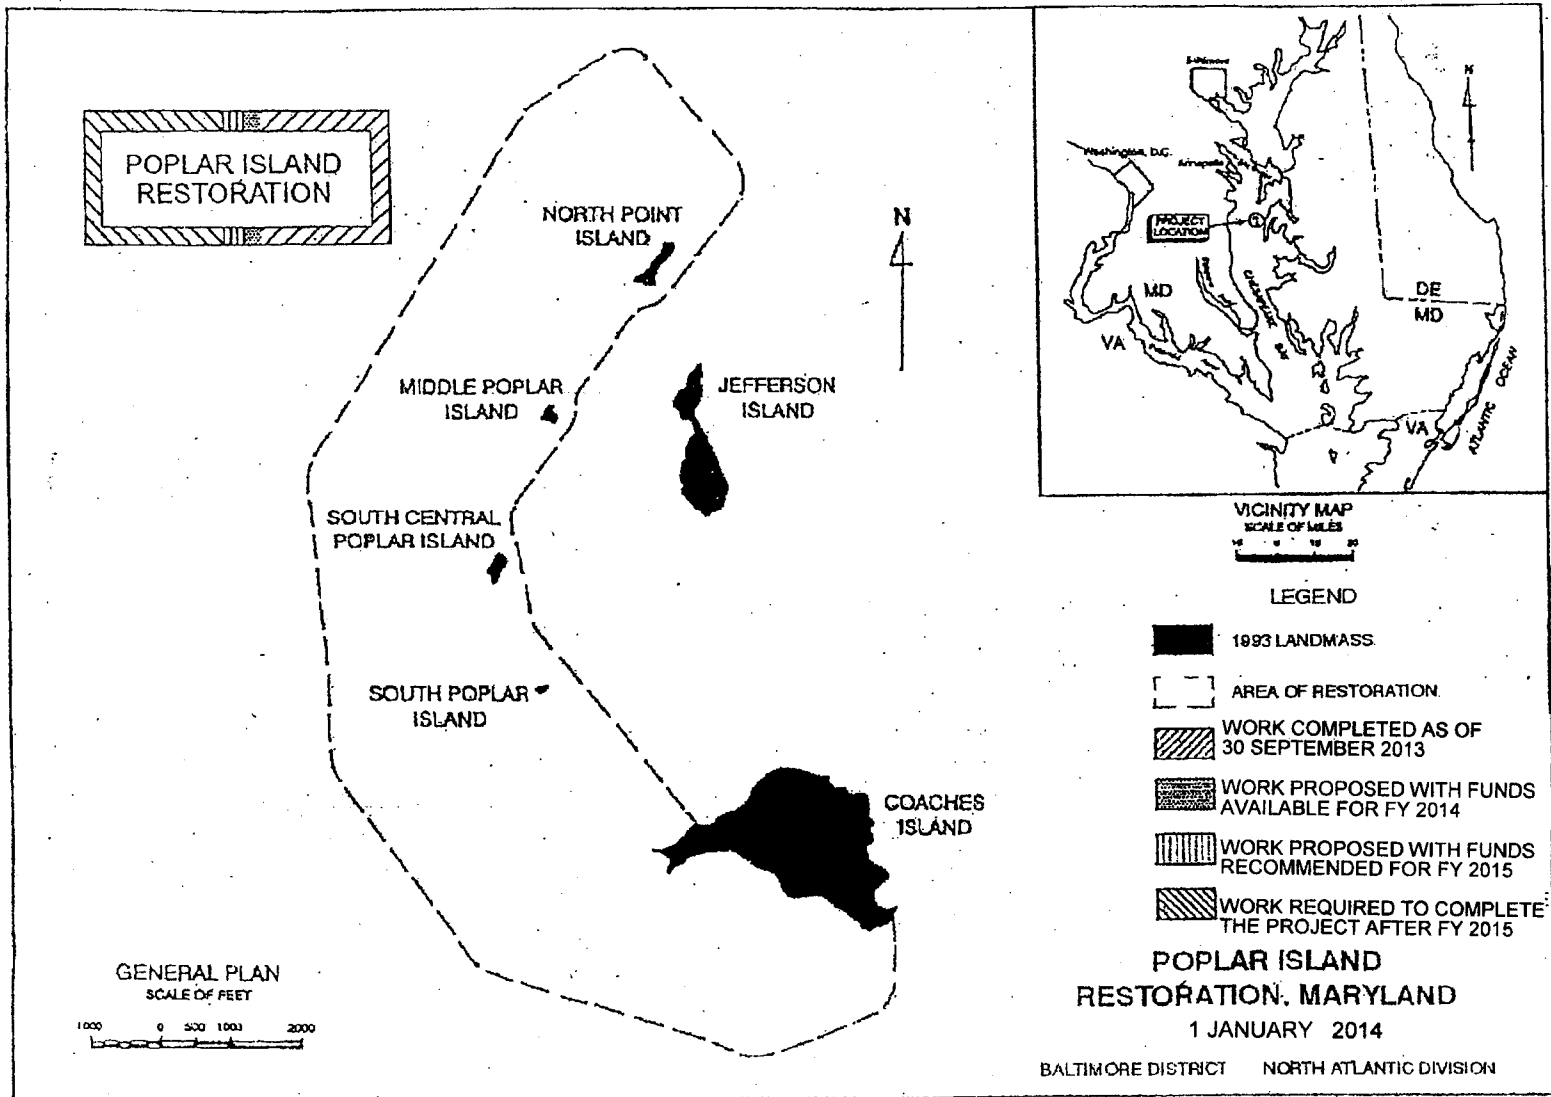 POPLAR ISLAND
RESTORATION
NORTH POINT
ISLAND
N
MIDDLE POPLAR
ISLAND
JEFFERSON
ISLAND
SOUTH CENTRAL
POPLAR ISLAND
SOUTH POPLAR
ISLAND
COACHES
ISLAND
GENERAL PLAN
SCALE OF FEET
1000 0 500 1000 2000
Baltimore
N
Washington, D.C.
Annapolis
PROJECT
LOCATION
MD
DE
MD
VA
CHESAPEAKE
BAY
VA
ATLANTIC OCEAN
VICINITY MAP
SCALE OF MILES
LEGEND
1993 LANDMASS
AREA OF RESTORATION
WORK COMPLETED AS OF
30 SEPTEMBER 2013
WORK PROPOSED WITH FUNDS
AVAILABLE FOR FY 2014
WORK PROPOSED WITH FUNDS
RECOMMENDED FOR FY 2015
WORK REQUIRED TO COMPLETE
THE PROJECT AFTER FY 2015
POPLAR ISLAND
RESTORATION, MARYLAND
1 JANUARY 2014
BALTIMORE DISTRICT NORTH ATLANTIC DIVISION